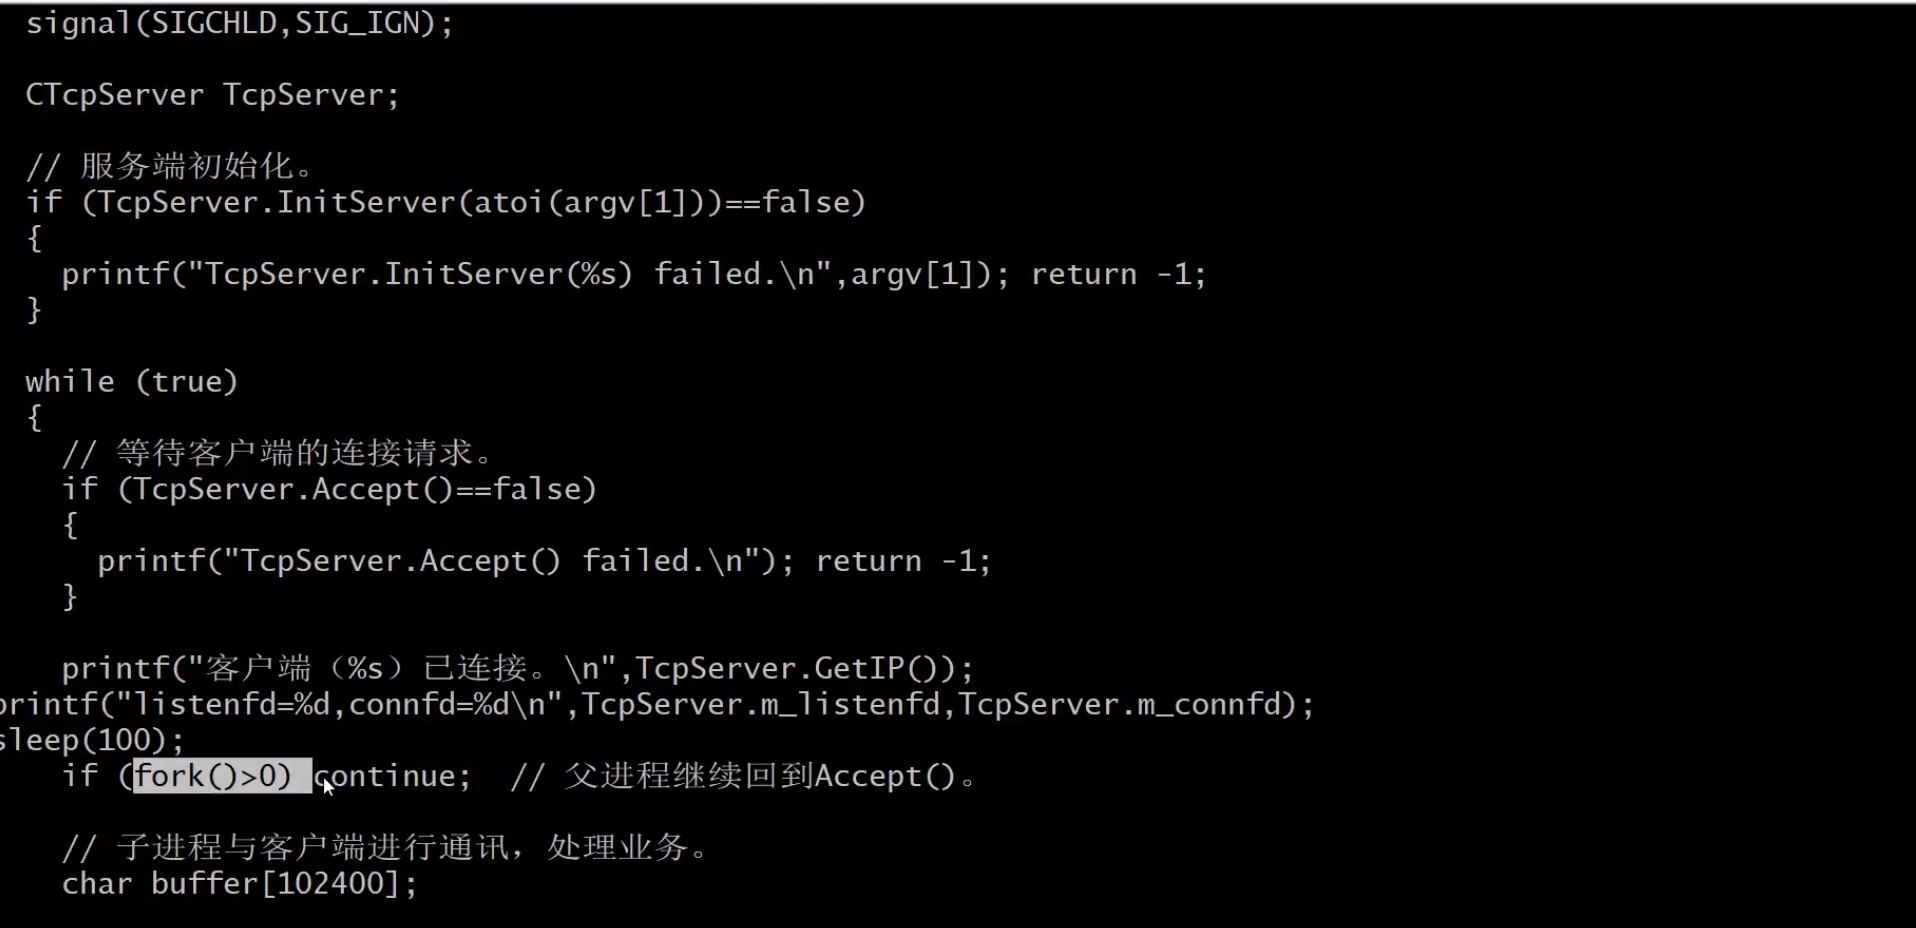 signal(SIGCHLD,SIG_IGN);
CTcpServer TcpServer;
// 服务端初始化。
if (TcpServer.InitServer(atoi(argv[1]))==false)
{
printf("TcpServer.InitServer(%s) failed.\n",argv[1]); return -1;
}
while (true)
{
// 等待客户端的连接请求。
if (TcpServer.Accept()==false)
{
printf("TcpServer.Accept() failed.\n"); return -1;
}
printf("客户端（%s）已连接。\n",TcpServer.GetIP());
printf("listenfd=%d,connfd=%d\n",TcpServer.m_listenfd,TcpServer.m_connfd);
sleep(100);
if (fork()>0) continue; // 父进程继续回到Accept()。
// 子进程与客户端进行通讯，处理业务。
char buffer[102400];